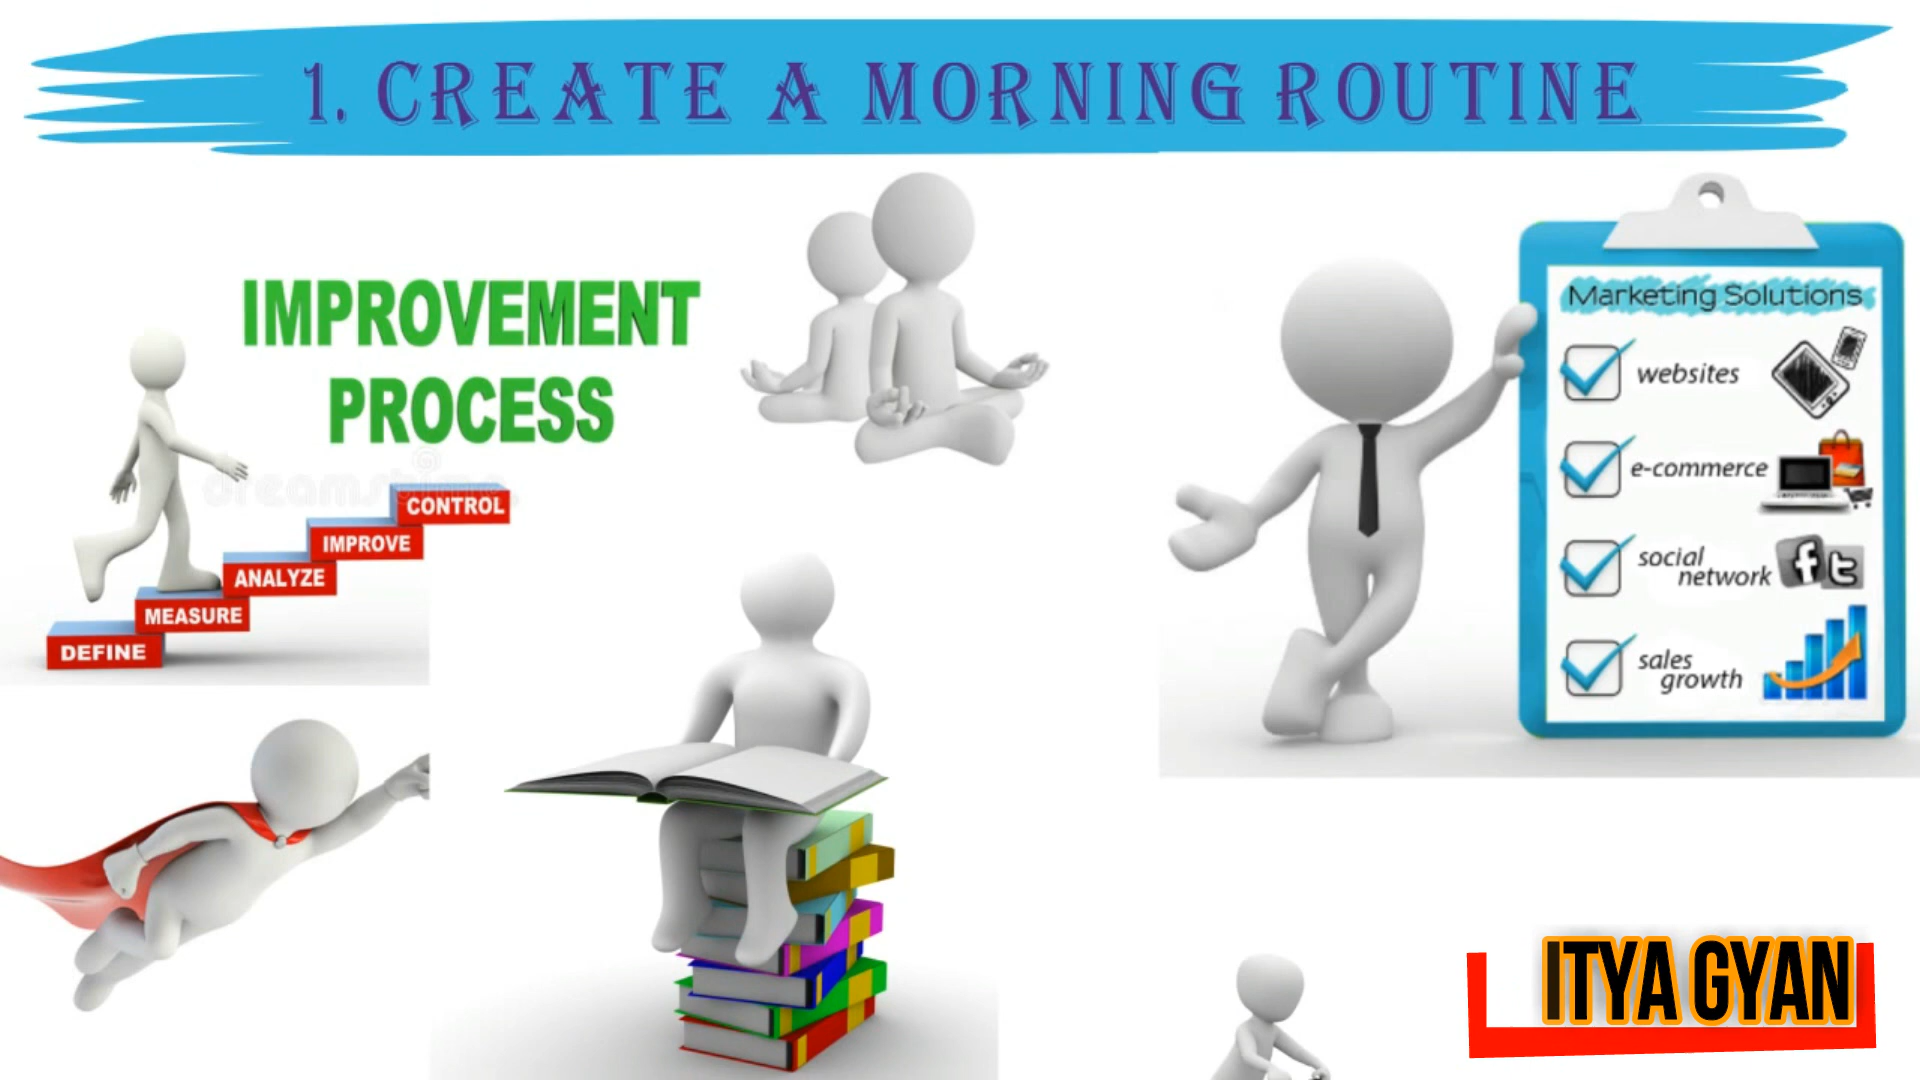 1. CREATE A MORNING ROUTINE
IMPROVEMENT
PROCESS
dreamstime
CONTROL
IMPROVE
ANALYZE
MEASURE
DEFINE
Marketing Solutions
websites
e-commerce
social
network
f t
sales
growth
ITYA GYAN